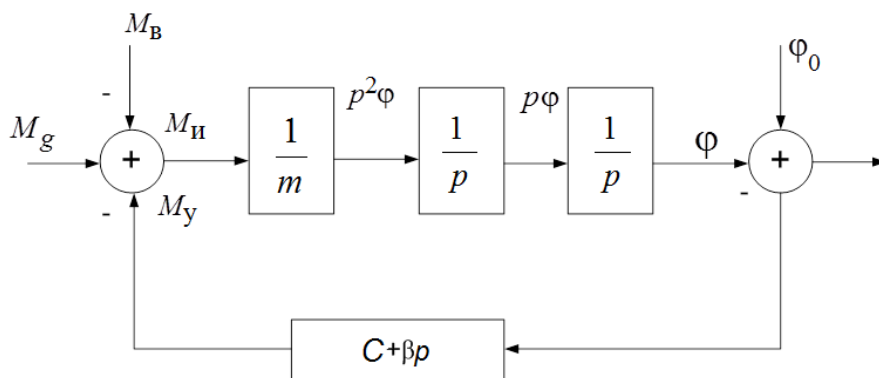 Mв
φ0
-
p²φ
pφ
Mg
+
Mи
1/m
1/p
1/p
φ
+
-
-
Mу
C+βp